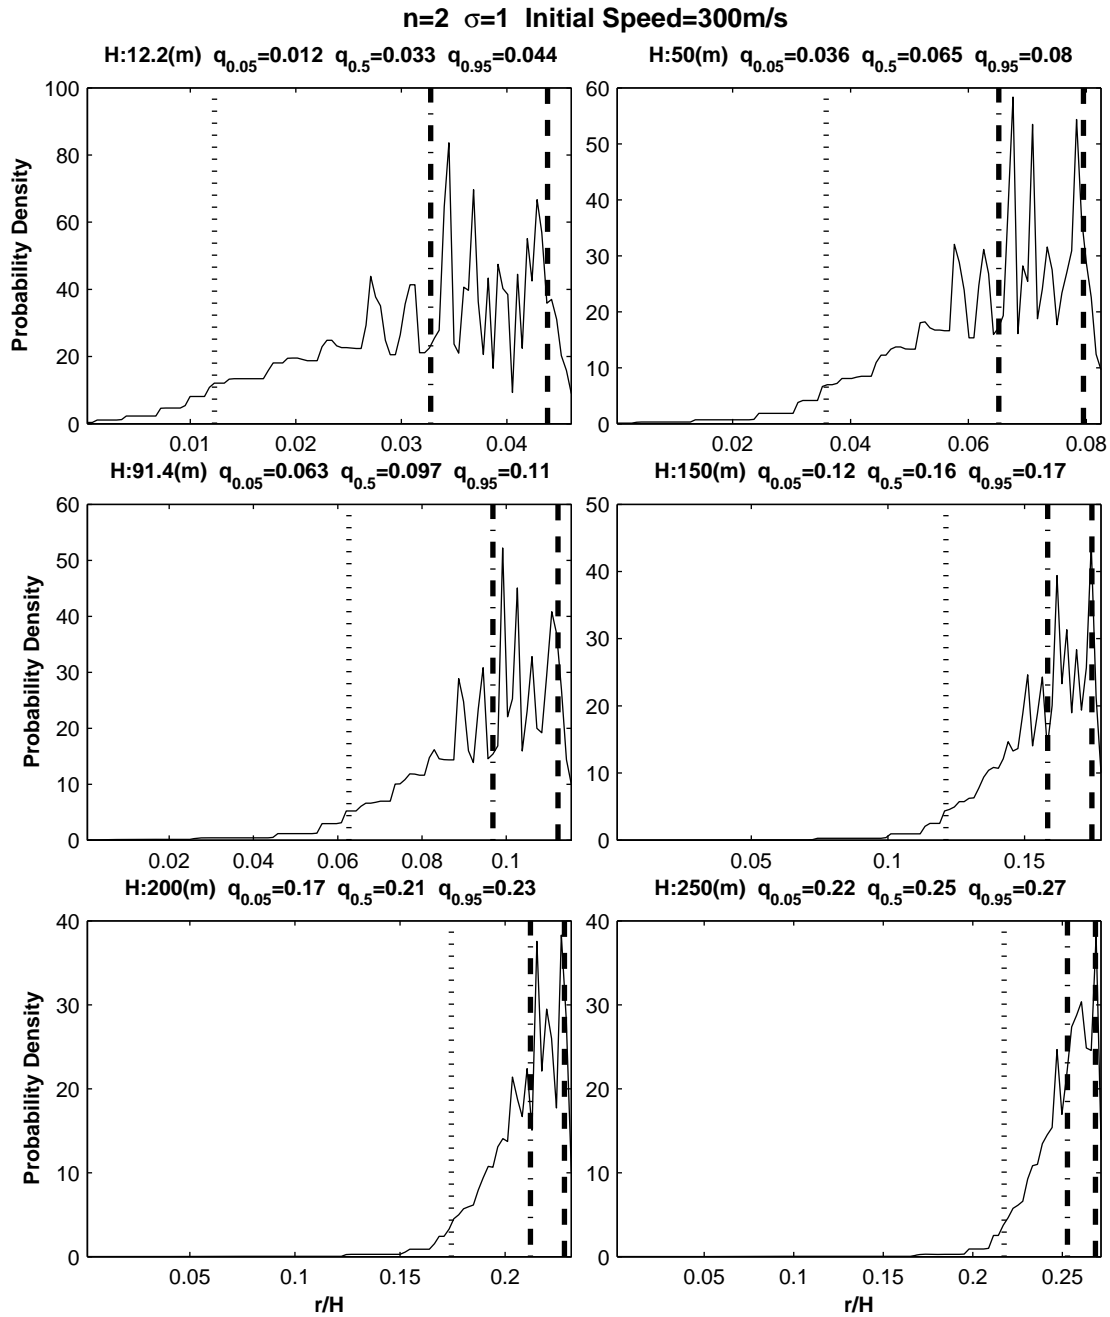 n=2 σ=1 Initial Speed=300m/s
H:12.2(m) q0.05=0.012 q0.5=0.033 q0.95=0.044
H:50(m) q0.05=0.036 q0.5=0.065 q0.95=0.08
100
80
60
40
20
0
Probability Density
0.01 0.02 0.03 0.04
60
50
40
30
20
10
0
0.02 0.04 0.06 0.08
H:91.4(m) q0.05=0.063 q0.5=0.097 q0.95=0.11
H:150(m) q0.05=0.12 q0.5=0.16 q0.95=0.17
60
50
40
30
20
10
0
Probability Density
0.02 0.04 0.06 0.08 0.1
50
40
30
20
10
0
0.05 0.1 0.15
H:200(m) q0.05=0.17 q0.5=0.21 q0.95=0.23
H:250(m) q0.05=0.22 q0.5=0.25 q0.95=0.27
40
30
20
10
0
Probability Density
0.05 0.1 0.15 0.2
r/H
40
30
20
10
0
0.05 0.1 0.15 0.2 0.25
r/H